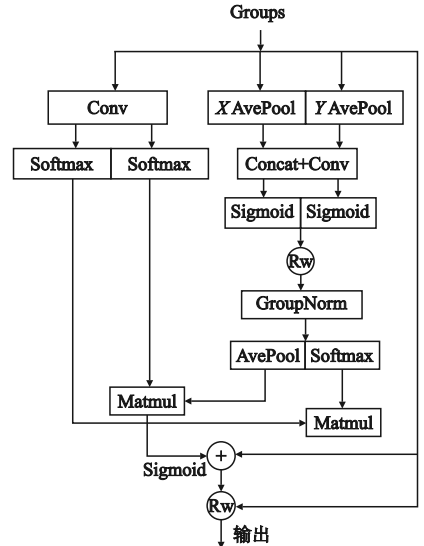 Groups
Conv
X AvePool Y AvePool
Softmax Softmax
Concat+Conv
Sigmoid Sigmoid
Rw
GroupNorm
AvePool Softmax
Matmul
Matmul
+
Sigmoid
Rw
输出